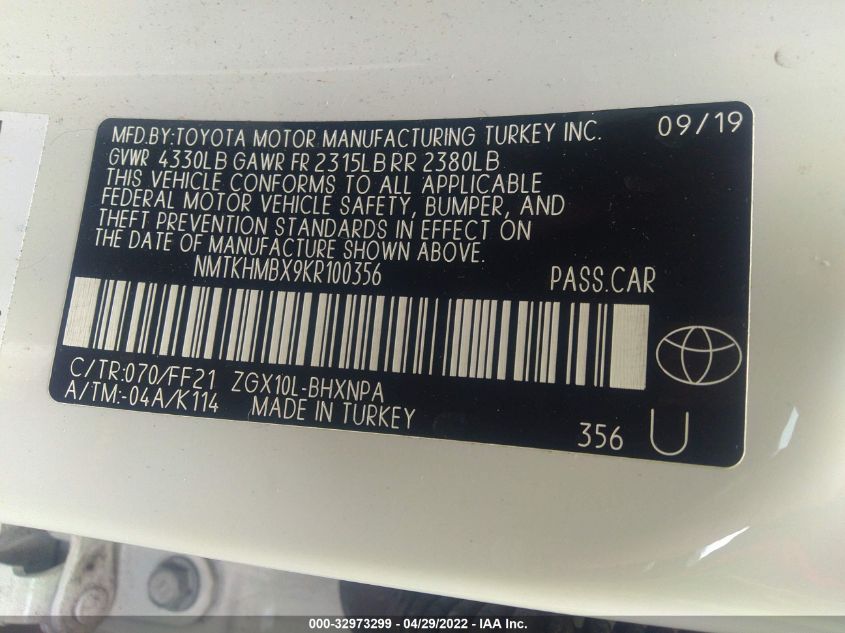 MFD.BY:TOYOTA MOTOR MANUFACTURING TURKEY INC. 09/19
GVWR 4330LB GAWR FR 2315LB RR 2380LB
THIS VEHICLE CONFORMS TO ALL APPLICABLE
FEDERAL MOTOR VEHICLE SAFETY, BUMPER, AND
THEFT PREVENTION STANDARDS IN EFFECT ON
THE DATE OF MANUFACTURE SHOWN ABOVE.
NMTKHMBX9KR100356 PASS.CAR
C/TR:070/FF21 ZGX10L-BHXNPA
A/TM:-04A/K114 MADE IN TURKEY
356 U
000-32973299 - 04/29/2022 - IAA Inc.